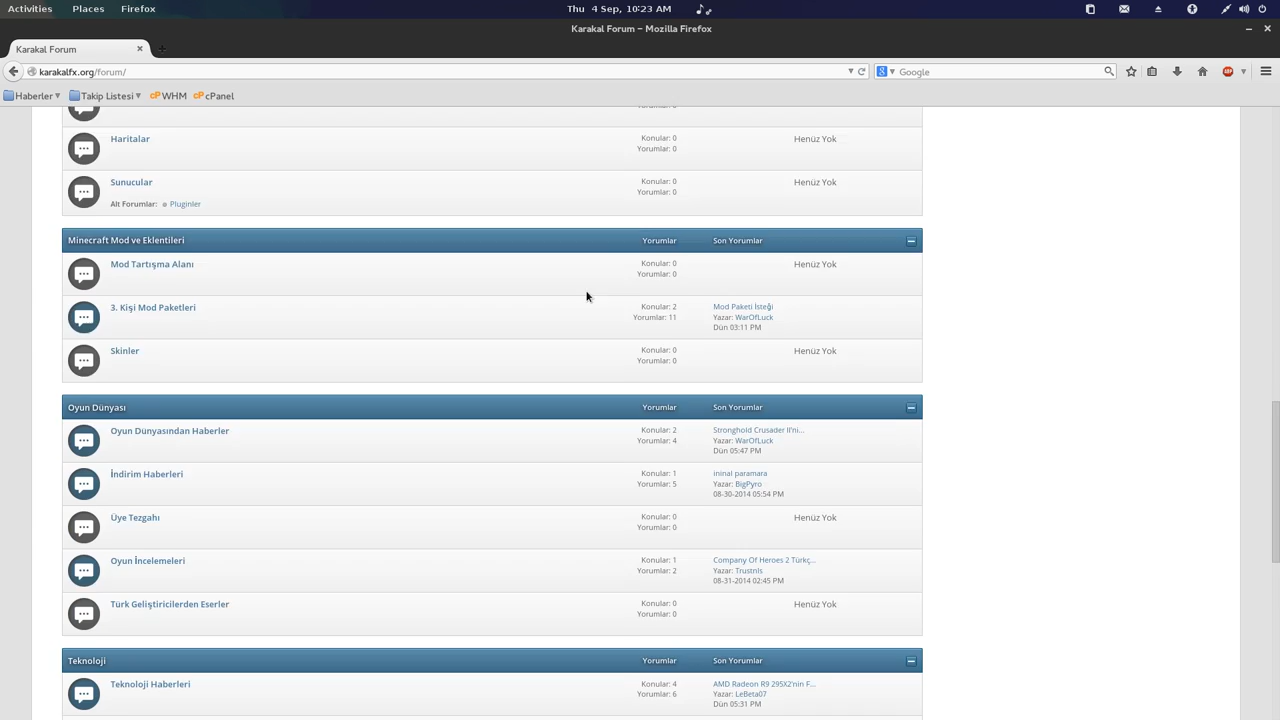 Activities Places Firefox Thu 4 Sep, 10:23 AM
Karakal Forum – Mozilla Firefox
Karakal Forum
karakalfx.org/forum/ Google
Haberler Takip Listesi WHM cPanel
Haritalar Konular: 0 Henüz Yok
Yorumlar: 0
Sunucular Konular: 0 Henüz Yok
Yorumlar: 0
Alt Forumlar: Pluginler
Minecraft Mod ve Eklentileri Yorumlar Son Yorumlar
Mod Tartışma Alanı Konular: 0 Henüz Yok
Yorumlar: 0
3. Kişi Mod Paketleri Konular: 2 Mod Paketi İsteği
Yorumlar: 11 Yazar: WarOfLuck
Dün 03:11 PM
Skinler Konular: 0 Henüz Yok
Yorumlar: 0
Oyun Dünyası Yorumlar Son Yorumlar
Oyun Dünyasından Haberler Konular: 2 Stronghold Crusader II'ni...
Yorumlar: 4 Yazar: WarOfLuck
Dün 05:47 PM
İndirim Haberleri Konular: 1 ininal paramara
Yorumlar: 5 Yazar: BigPyro
08-30-2014 05:54 PM
Üye Tezgahı Konular: 0 Henüz Yok
Yorumlar: 0
Oyun İncelemeleri Konular: 1 Company Of Heroes 2 Türkç...
Yorumlar: 2 Yazar: Trustnls
08-31-2014 02:45 PM
Türk Geliştiricilerden Eserler Konular: 0 Henüz Yok
Yorumlar: 0
Teknoloji Yorumlar Son Yorumlar
Teknoloji Haberleri Konular: 4 AMD Radeon R9 295X2'nin F...
Yorumlar: 6 Yazar: LeBeta07
Dün 05:31 PM